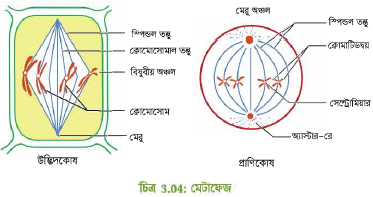 মেরু অঞ্চল
স্পিন্ডল তন্তু
ক্রোমোসোমাল তন্তু
বিষুবীয় অঞ্চল
ক্রোমোসোম
মেরু
উদ্ভিদকোষ
স্পিন্ডল তন্তু
ক্রোমাটিডদ্বয়
সেন্ট্রোমিয়ার
অ্যাস্টার-রে
প্রাণিকোষ
চিত্র 3.04: মেটাফেজ